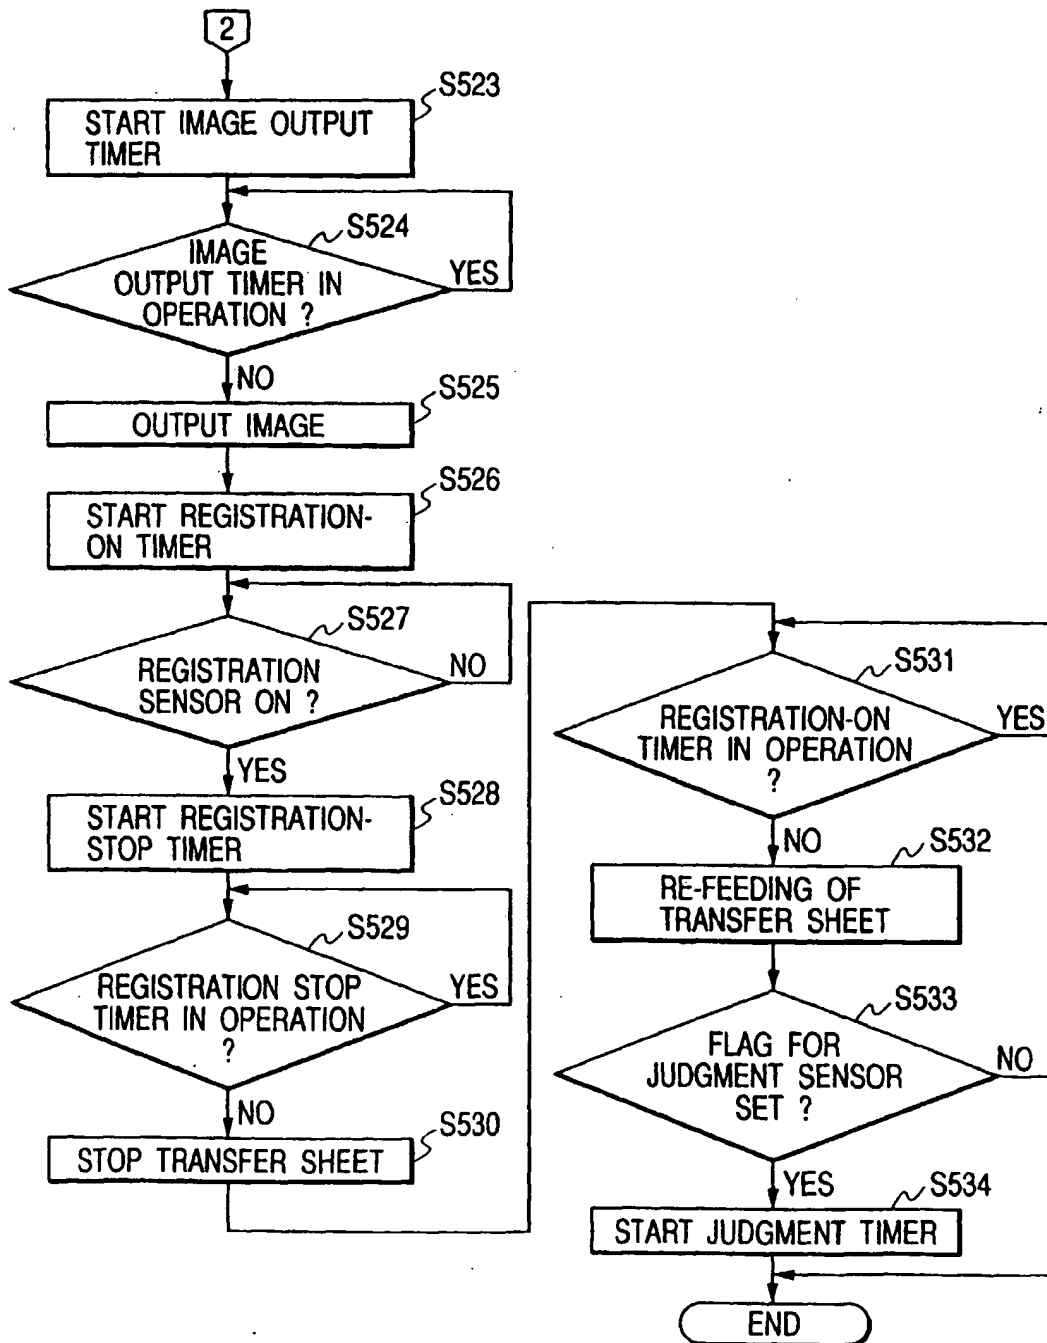 2
S523
START IMAGE OUTPUT
TIMER
S524
IMAGE
OUTPUT TIMER IN
OPERATION ?
YES
NO
S525
OUTPUT IMAGE
S526
START REGISTRATION-
ON TIMER
S527
REGISTRATION
SENSOR ON ?
NO
YES
S528
START REGISTRATION-
STOP TIMER
S529
REGISTRATION STOP
TIMER IN OPERATION
?
YES
NO
S530
STOP TRANSFER SHEET
S531
REGISTRATION-ON
TIMER IN OPERATION
?
YES
NO
S532
RE-FEEDING OF
TRANSFER SHEET
S533
FLAG FOR
JUDGMENT SENSOR
SET ?
NO
YES
S534
START JUDGMENT TIMER
END